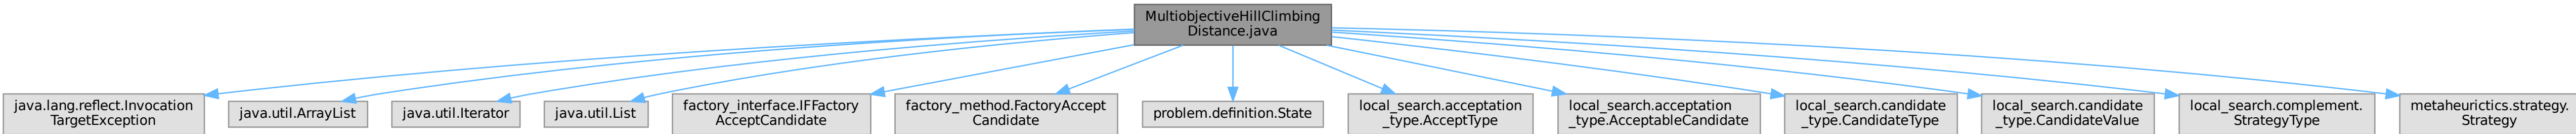 MultiobjectiveHillClimbing
Distance.java
java.lang.reflect.Invocation
TargetException
java.util.ArrayList
java.util.Iterator
java.util.List
factory_interface.IFFactory
AcceptCandidate
factory_method.FactoryAccept
Candidate
problem.definition.State
local_search.acceptation
_type.AcceptType
local_search.acceptation
_type.AcceptableCandidate
local_search.candidate
_type.CandidateType
local_search.candidate
_type.CandidateValue
local_search.complement.
StrategyType
metaheurictics.strategy.
Strategy